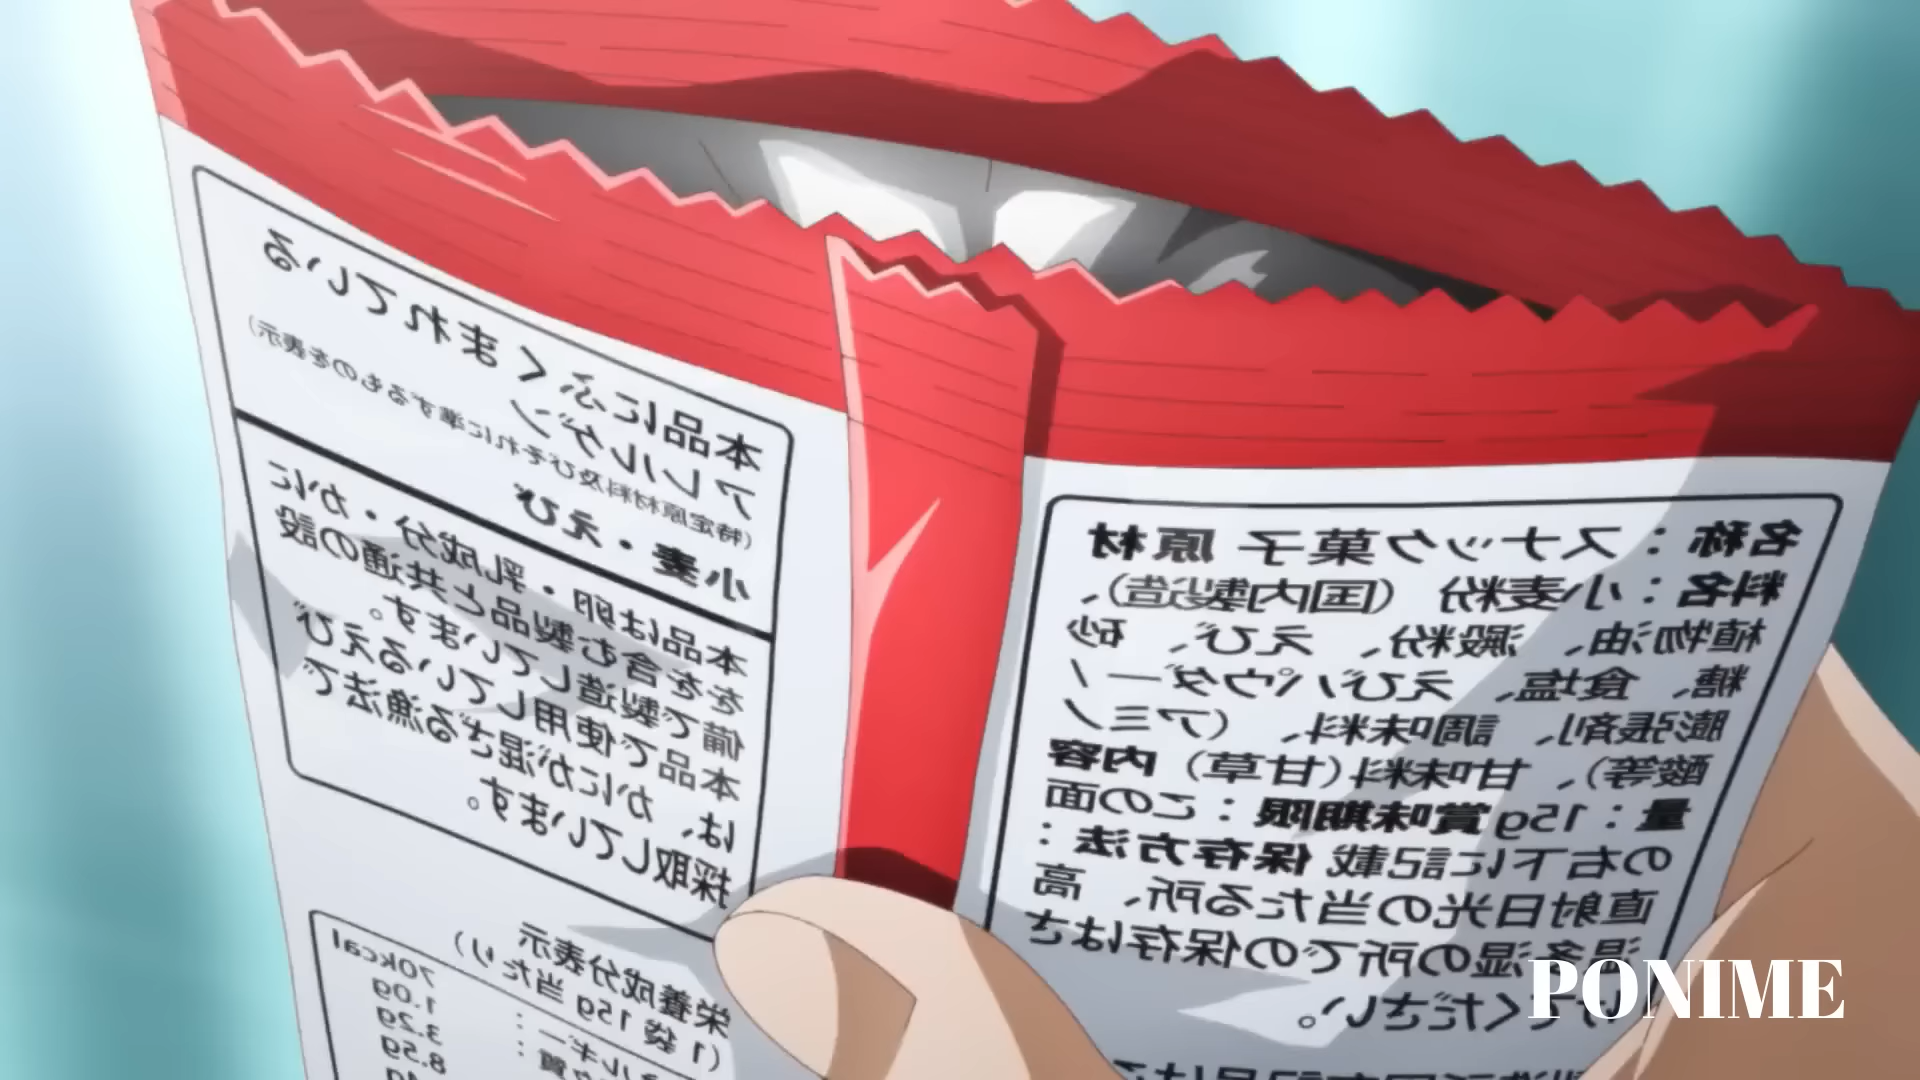 本品にふくまれている
アレルゲン
（特定原材料及びそれに準ずるものを表示）
小麦・えび
本品は卵・乳成分・かに
を含む製品と共通の設
備で製造しています。
本品で使用しているえび
は、かにが混ざる漁法で
採取しています。
栄養成分表示
（1 袋 15g 当たり）
70kcal
1.0g
3.2g
8.5g
名称：スナック菓子 原材
料名：小麦粉（国内製造）、
植物油、澱粉、えび、砂
糖、食塩、えびパウダー／
膨張剤、調味料、（アミノ
酸等）、甘味料（甘草）内容
量：15g 賞味期限：この面
の右下に記載 保存方法：
直射日光の当たる所、高
温多湿の所での保存はさ
けてください。
PONIME